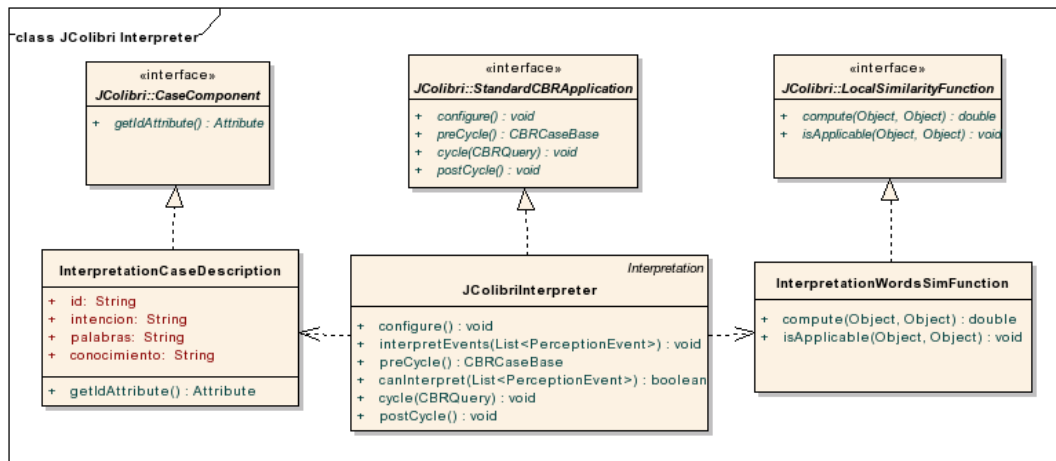 class JColibri Interpreter
«interface»
JColibri::CaseComponent
+ getIdAttribute() : Attribute
«interface»
JColibri::StandardCBRApplication
+ configure() : void
+ preCycle() : CBRCaseBase
+ cycle(CBRQuery) : void
+ postCycle() : void
«interface»
JColibri::LocalSimilarityFunction
+ compute(Object, Object) : double
+ isApplicable(Object, Object) : void
InterpretationCaseDescription
+ id: String
+ intencion: String
+ palabras: String
+ conocimiento: String
+ getIdAttribute() : Attribute
Interpretation
JColibriInterpreter
+ configure() : void
+ interpretEvents(List<PerceptionEvent>) : void
+ preCycle() : CBRCaseBase
+ canInterpret(List<PerceptionEvent>) : boolean
+ cycle(CBRQuery) : void
+ postCycle() : void
InterpretationWordsSimFunction
+ compute(Object, Object) : double
+ isApplicable(Object, Object) : void